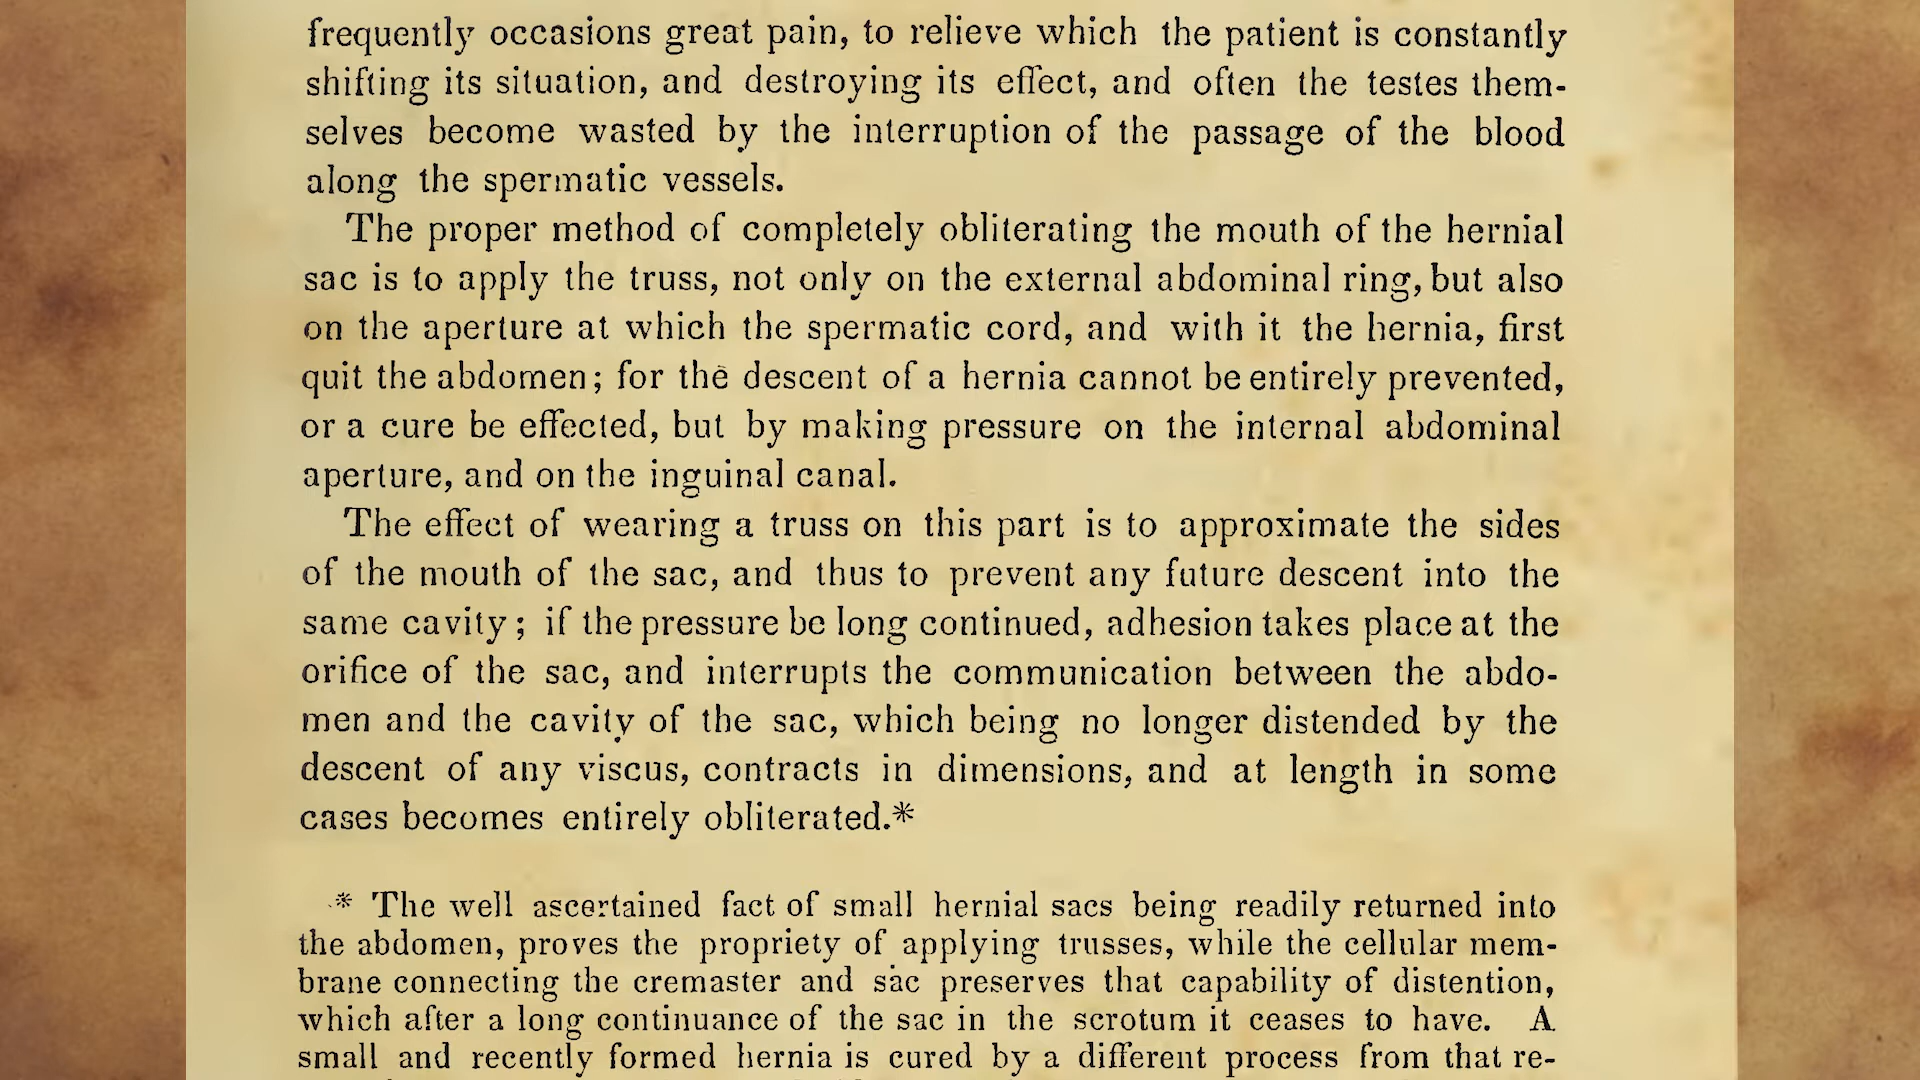 frequently occasions great pain, to relieve which the patient is constantly
shifting its situation, and destroying its effect, and often the testes them-
selves become wasted by the interruption of the passage of the blood
along the spermatic vessels.
The proper method of completely obliterating the mouth of the hernial
sac is to apply the truss, not only on the external abdominal ring, but also
on the aperture at which the spermatic cord, and with it the hernia, first
quit the abdomen; for the descent of a hernia cannot be entirely prevented,
or a cure be effected, but by making pressure on the internal abdominal
aperture, and on the inguinal canal.
The effect of wearing a truss on this part is to approximate the sides
of the mouth of the sac, and thus to prevent any future descent into the
same cavity; if the pressure be long continued, adhesion takes place at the
orifice of the sac, and interrupts the communication between the abdo-
men and the cavity of the sac, which being no longer distended by the
descent of any viscus, contracts in dimensions, and at length in some
cases becomes entirely obliterated.*
* The well ascertained fact of small hernial sacs being readily returned into
the abdomen, proves the propriety of applying trusses, while the cellular mem-
brane connecting the cremaster and sac preserves that capability of distention,
which after a long continuance of the sac in the scrotum it ceases to have. A
small and recently formed hernia is cured by a different process from that re-